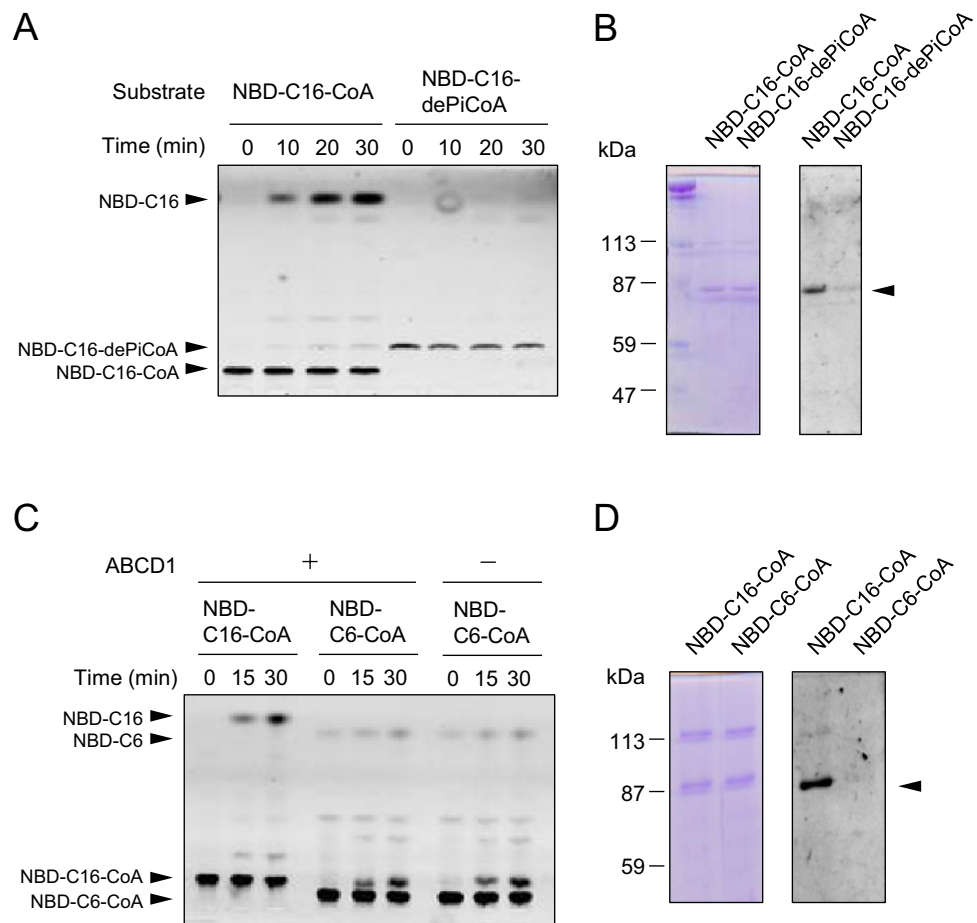 A
Substrate NBD-C16-CoA NBD-C16-
dePiCoA
Time (min) 0 10 20 30 0 10 20 30
NBD-C16
NBD-C16-dePiCoA
NBD-C16-CoA
B
NBD-C16-CoA
NBD-C16-dePiCoA
NBD-C16-CoA
NBD-C16-dePiCoA
kDa
113
87
59
47
C
ABCD1 + −
NBD-
C16-CoA
NBD-
C6-CoA
NBD-
C6-CoA
Time (min) 0 15 30 0 15 30 0 15 30
NBD-C16
NBD-C6
NBD-C16-CoA
NBD-C6-CoA
D
NBD-C16-CoA
NBD-C6-CoA
NBD-C16-CoA
NBD-C6-CoA
kDa
113
87
59